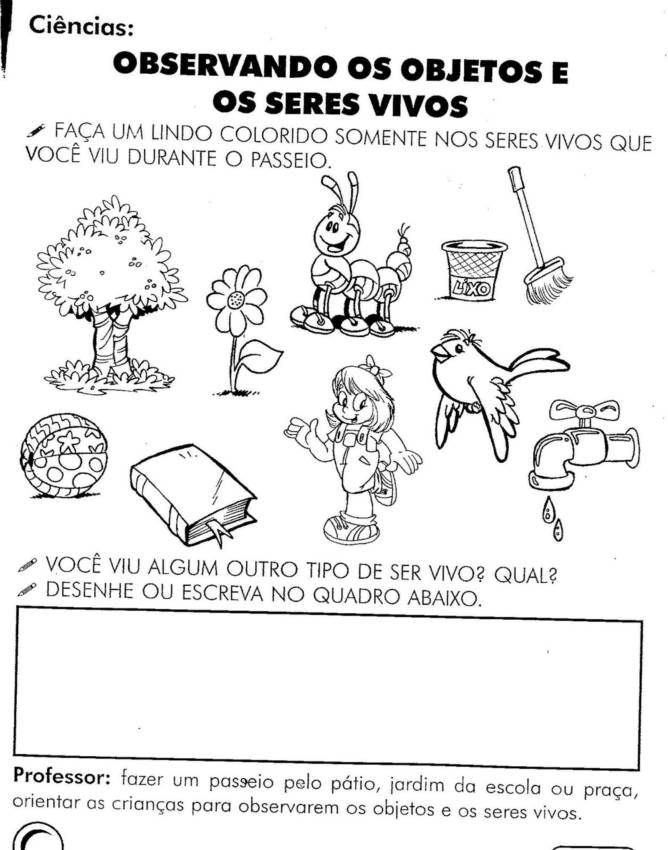 Ciências:
OBSERVANDO OS OBJETOS E
OS SERES VIVOS
FAÇA UM LINDO COLORIDO SOMENTE NOS SERES VIVOS QUE
VOCÊ VIU DURANTE O PASSEIO.
LIXO
VOCÊ VIU ALGUM OUTRO TIPO DE SER VIVO? QUAL?
DESENHE OU ESCREVA NO QUADRO ABAIXO.
Professor: fazer um passeio pelo pátio, jardim da escola ou praça,
orientar as crianças para observarem os objetos e os seres vivos.